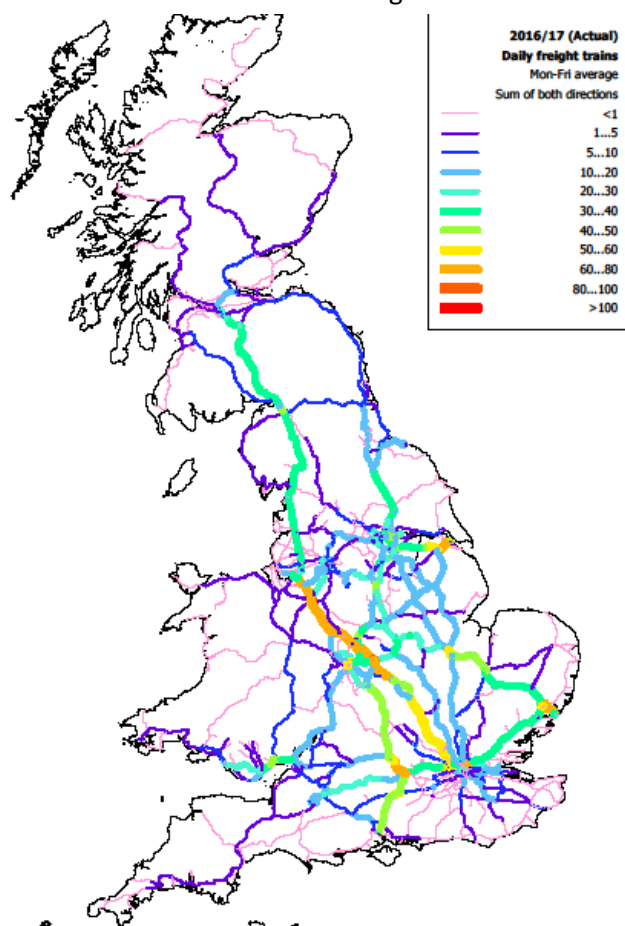 2016/17 (Actual)
Daily freight trains
Mon-Fri average
Sum of both directions
<1
1...5
5...10
10...20
20...30
30...40
40...50
50...60
60...80
80...100
>100